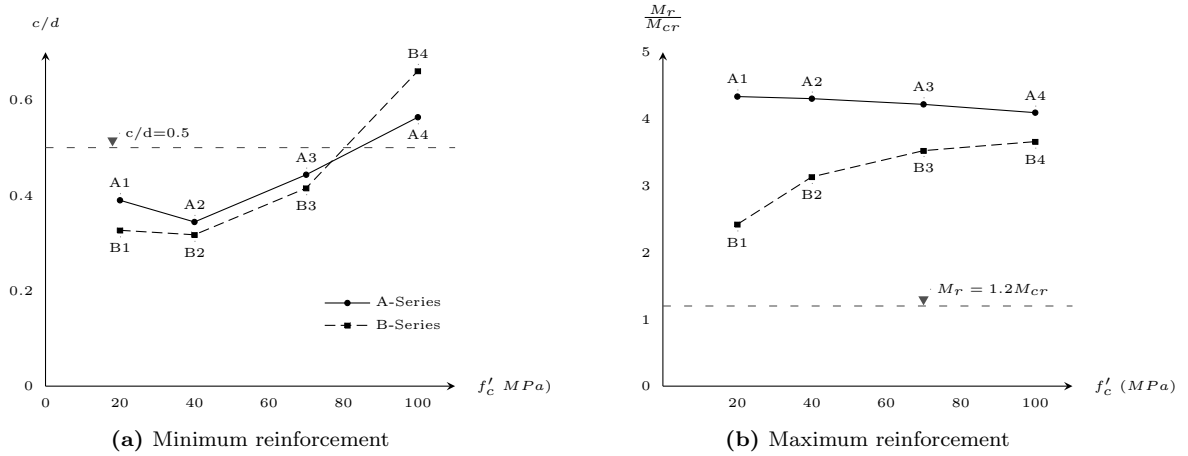 c/d
0.6
0.4
0.2
0
0
20
40
60
80
100
f′c MPa)
c/d=0.5
A1
A2
A3
A4
B1
B2
B3
B4
A-Series
B-Series
(a) Minimum reinforcement
Mr
Mcr
5
4
3
2
1
0
20
40
60
80
100
f′c (MPa)
A1
A2
A3
A4
B1
B2
B3
B4
Mr = 1.2Mcr
(b) Maximum reinforcement